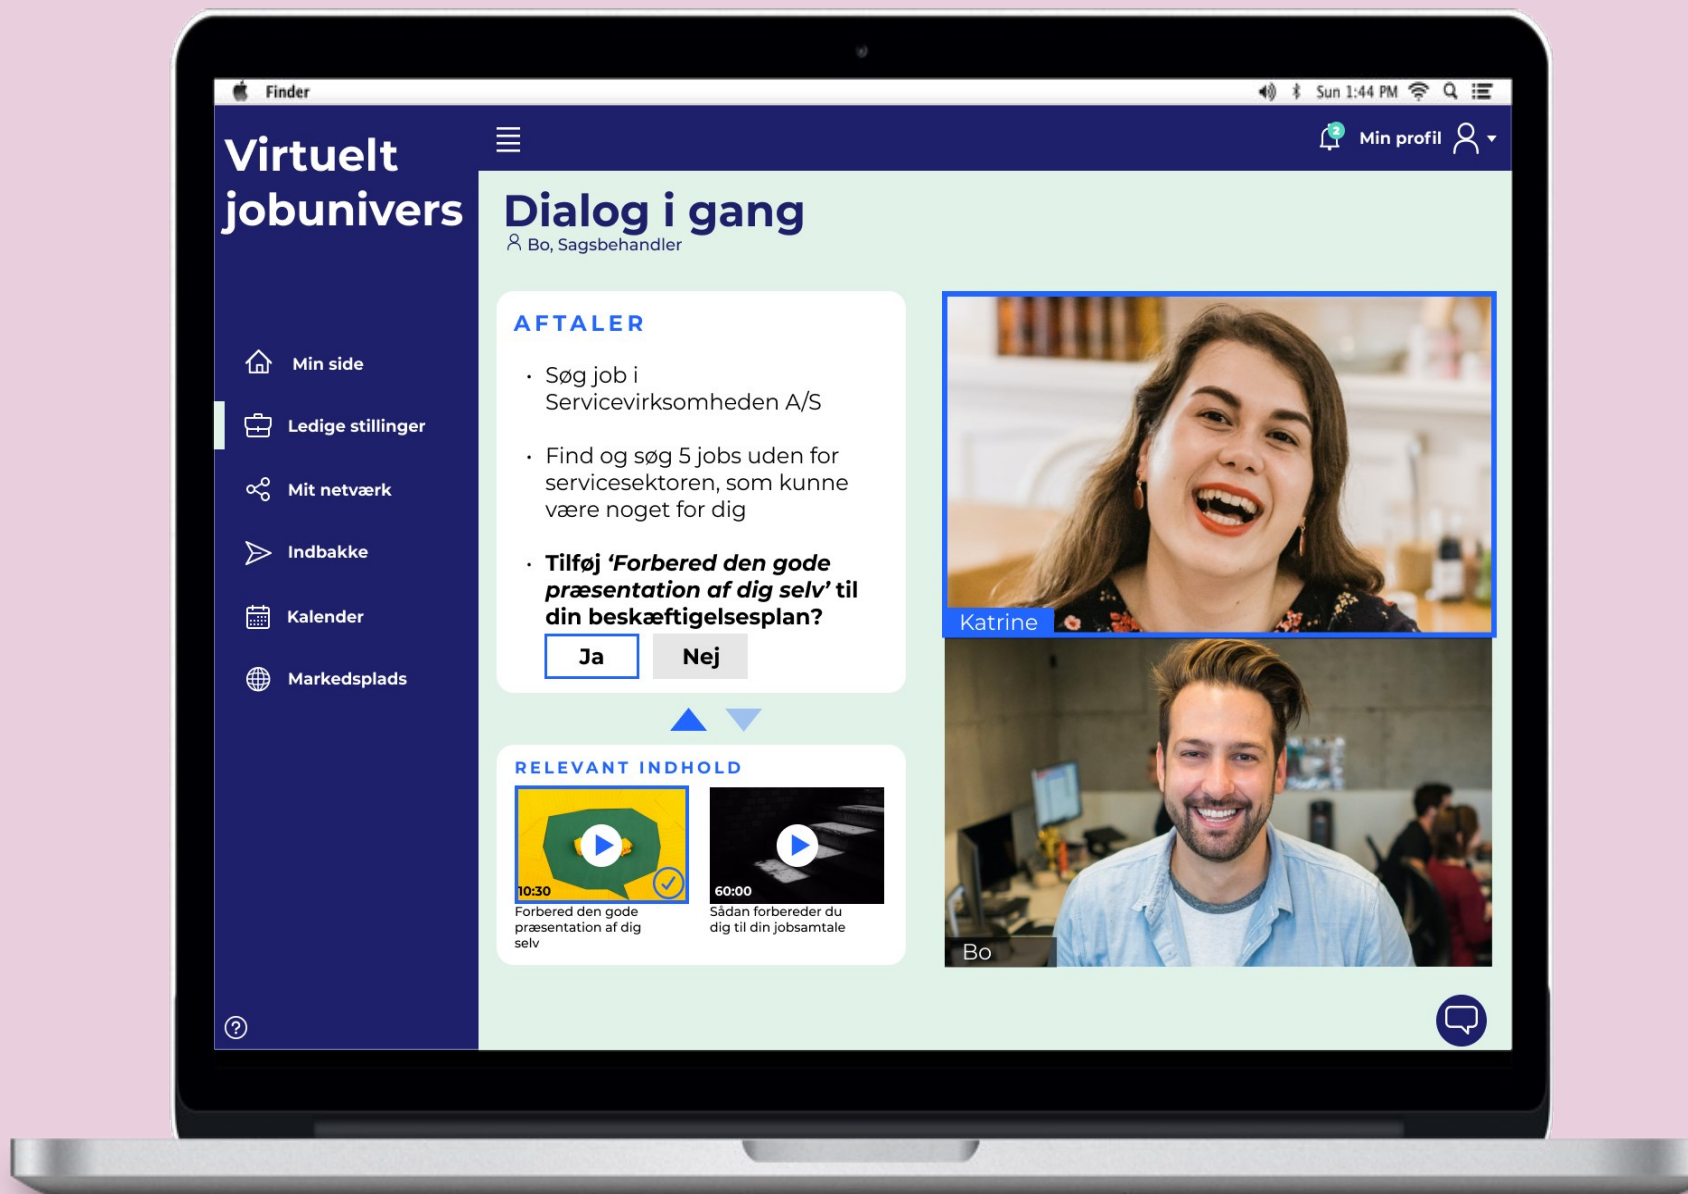 Finder
Sun 1:44 PM
Virtuelt
jobunivers
2
Min profil
Min side
Ledige stillinger
Mit netværk
Indbakke
Kalender
Markedsplads
?
Dialog i gang
Bo, Sagsbehandler
AFTALER
• Søg job i
Servicevirksomheden A/S
• Find og søg 5 jobs uden for
servicesektoren, som kunne
være noget for dig
• Tilføj ‘Forbered den gode
præsentation af dig selv’ til
din beskæftigelsesplan?
Ja Nej
RELEVANT INDHOLD
10:30
Forbered den gode
præsentation af dig
selv
60:00
Sådan forbereder du
dig til din jobsamtale
Katrine
Bo